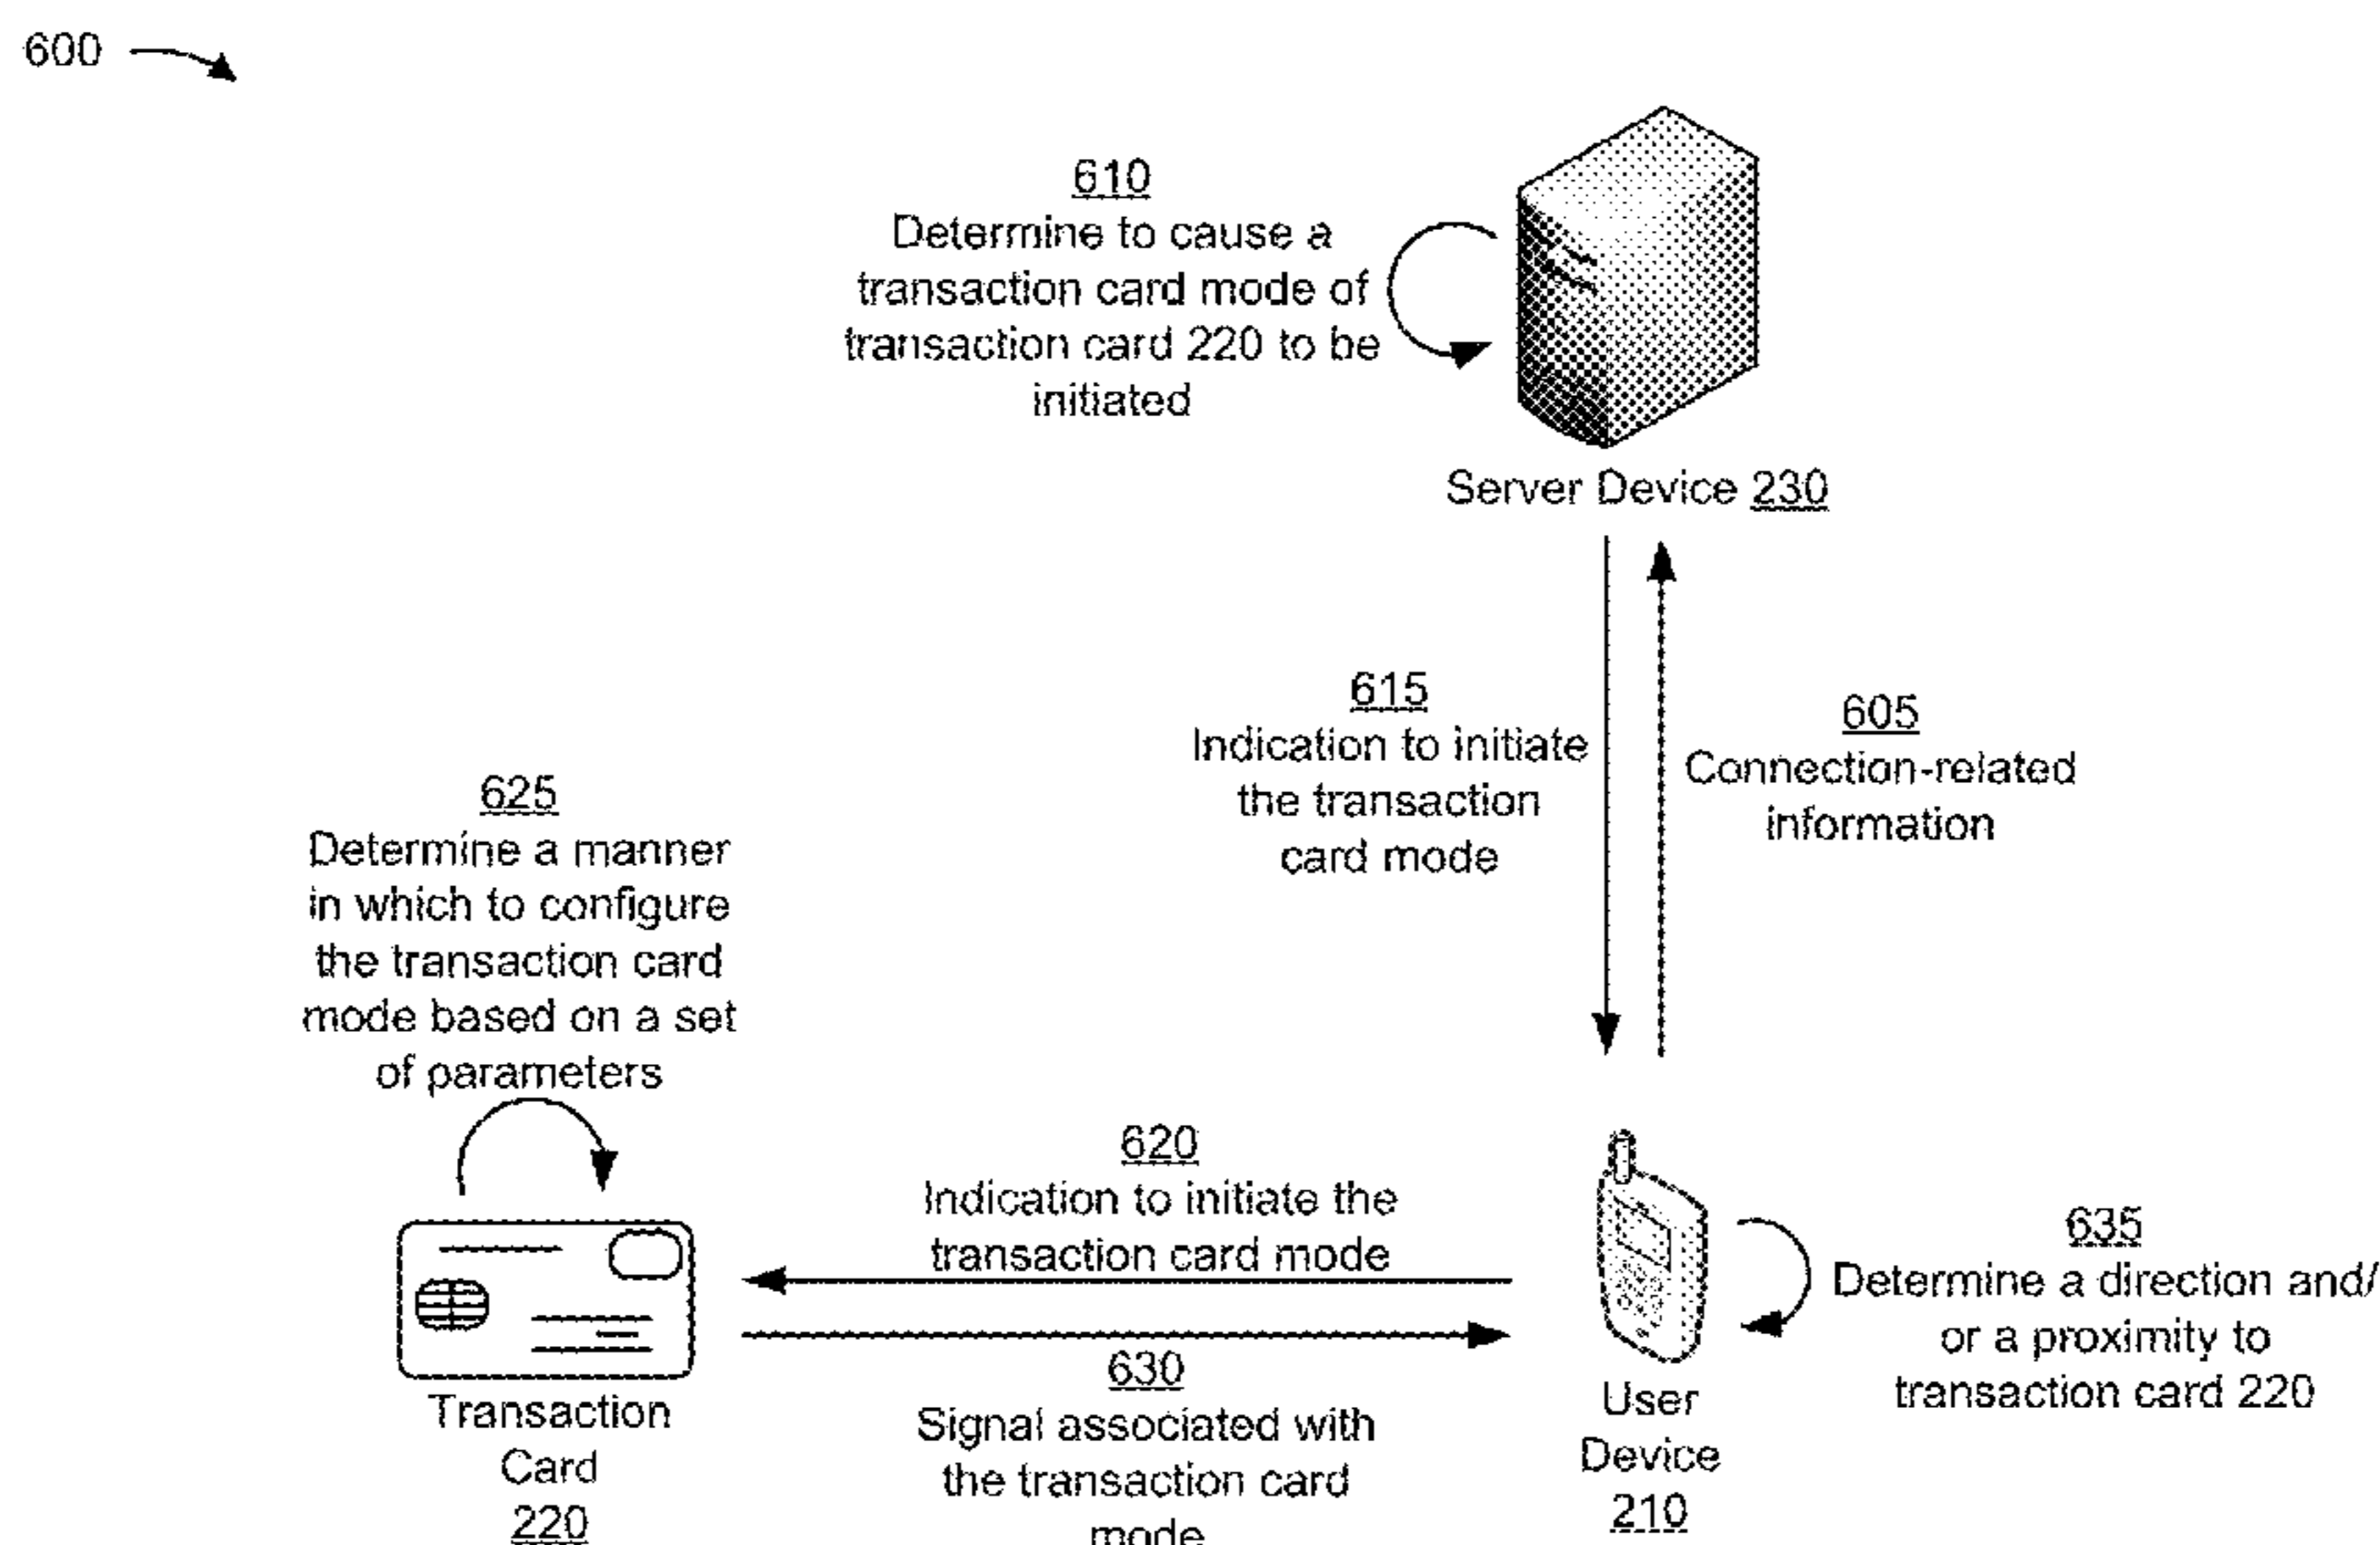 600
610
Determine to cause a
transaction card mode of
transaction card 220 to be
initiated
Server Device 230
615
Indication to initiate
the transaction
card mode
605
Connection-related
information
625
Determine a manner
in which to configure
the transaction card
mode based on a set
of parameters
620
Indication to initiate the
transaction card mode
630
Signal associated with
the transaction card
mode
635
Determine a direction and/
or a proximity to
transaction card 220
Transaction
Card
220
User
Device
210